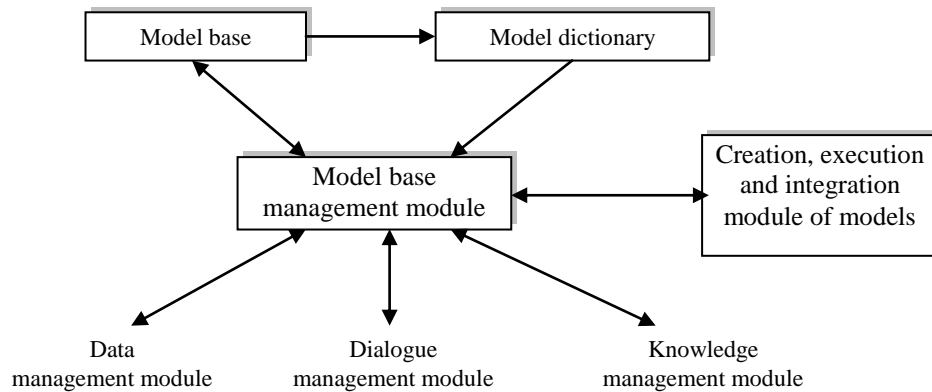 Model base
Model dictionary
Model base
management module
Creation, execution
and integration
module of models
Data
management module
Dialogue
management module
Knowledge
management module